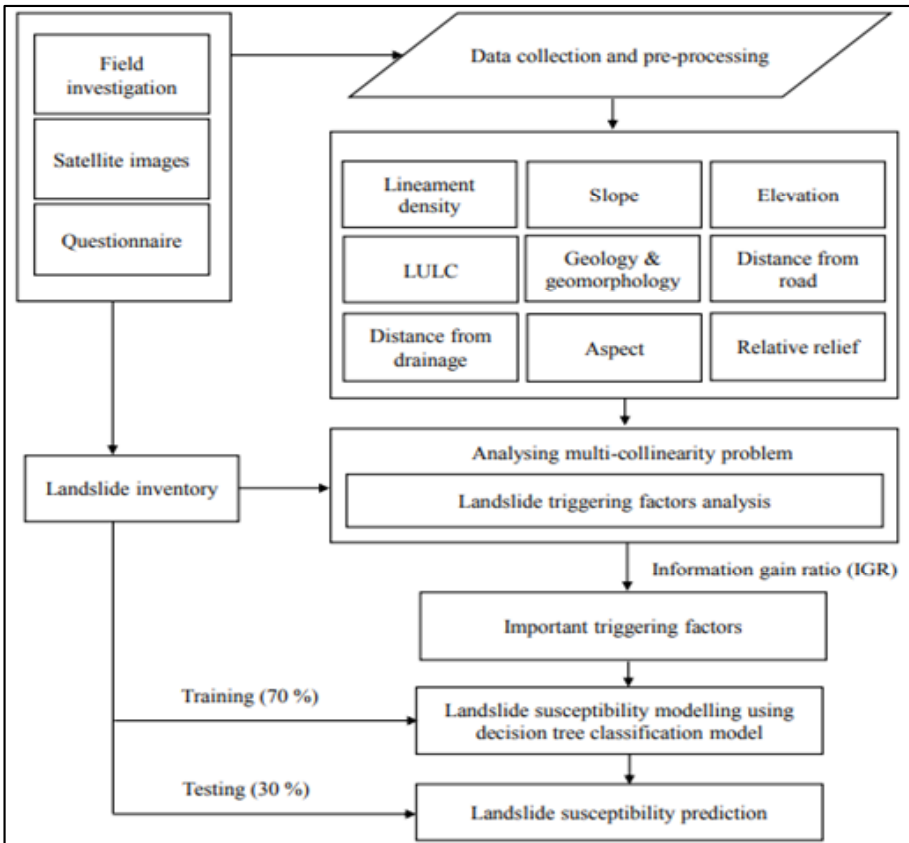 Field
investigation
Satellite images
Questionnaire
Data collection and pre-processing
Lineament
density
Slope
Elevation
LULC
Geology &
geomorphology
Distance from
road
Distance from
drainage
Aspect
Relative relief
Analysing multi-collinearity problem
Landslide triggering factors analysis
Landslide inventory
Information gain ratio (IGR)
Important triggering factors
Training (70 %)
Landslide susceptibility modelling using
decision tree classification model
Testing (30 %)
Landslide susceptibility prediction